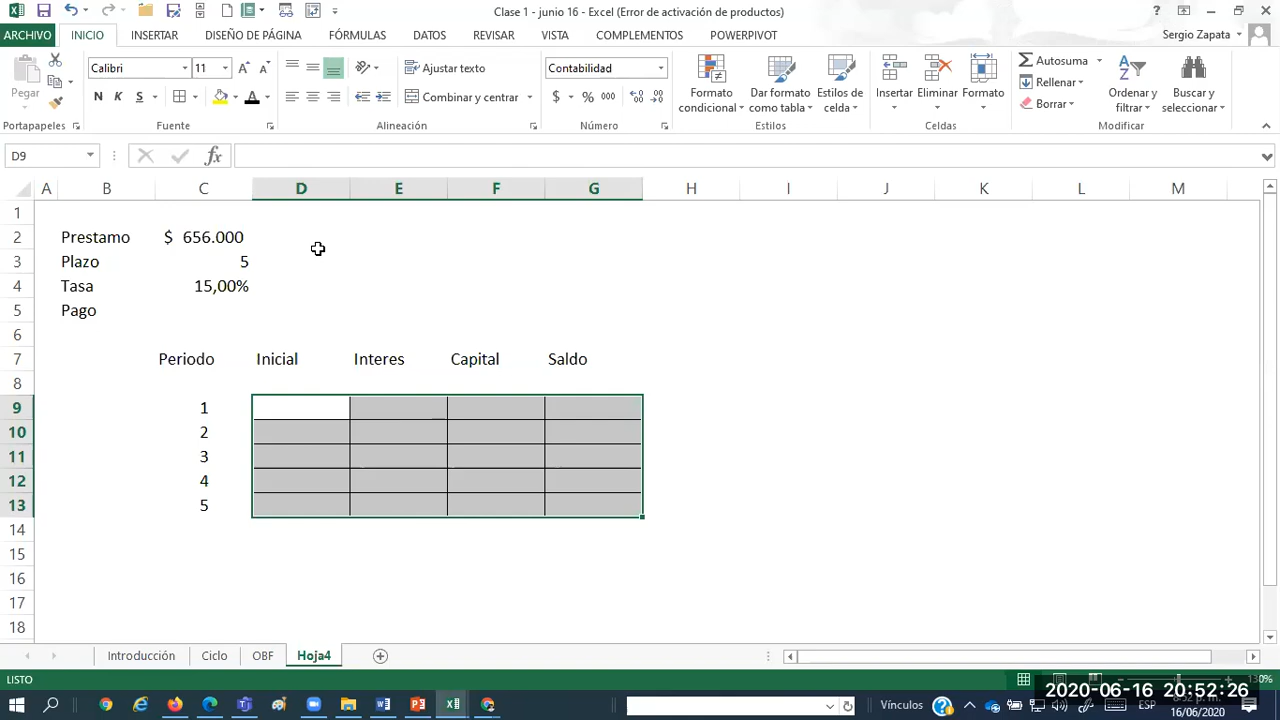 Clase 1 - junio 16 - Excel (Error de activación de productos)
ARCHIVO INICIO INSERTAR DISEÑO DE PÁGINA FÓRMULAS DATOS REVISAR VISTA COMPLEMENTOS POWERPIVOT Sergio Zapata
Pegar Calibri 11 Ajustar texto Contabilidad Autosuma
N K S Combinar y centrar $ % 000 Formato condicional Dar formato como tabla Estilos de celda Insertar Eliminar Formato Rellenar Borrar Ordenar y filtrar Buscar y seleccionar
Portapapeles Fuente Alineación Número Estilos Celdas Modificar
D9 fx
A B C D E F G H I J K L M
1
2 Prestamo $ 656.000
3 Plazo 5
4 Tasa 15,00%
5 Pago
6
7 Periodo Inicial Interes Capital Saldo
8
9 1
10 2
11 3
12 4
13 5
14
15
16
17
18
Introducción Ciclo OBF Hoja4
LISTO
Vínculos ESP 16/06/2020
2020-06-16 20:52:26